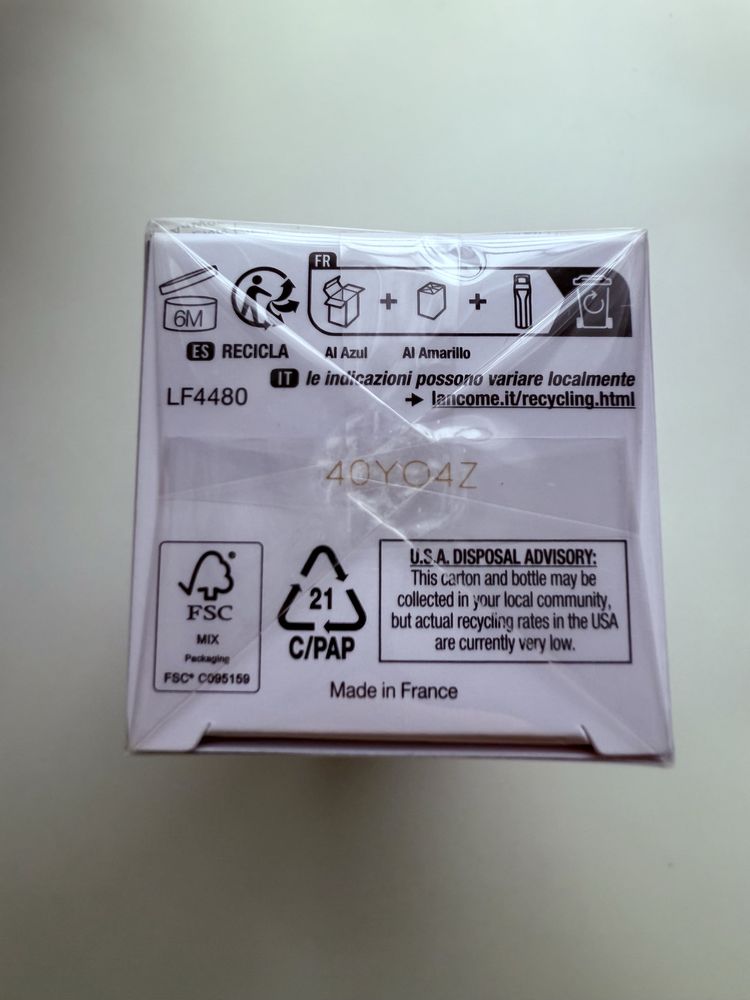 FR
6M
ES RECICLA Al Azul Al Amarillo
IT le indicazioni possono variare localmente
LF4480 → lancome.it/recycling.html
40YO4Z
FSC®
MIX
Packaging
FSC® C095159
21
C/PAP
U.S.A. DISPOSAL ADVISORY:
This carton and bottle may be
collected in your local community,
but actual recycling rates in the USA
are currently very low.
Made in France